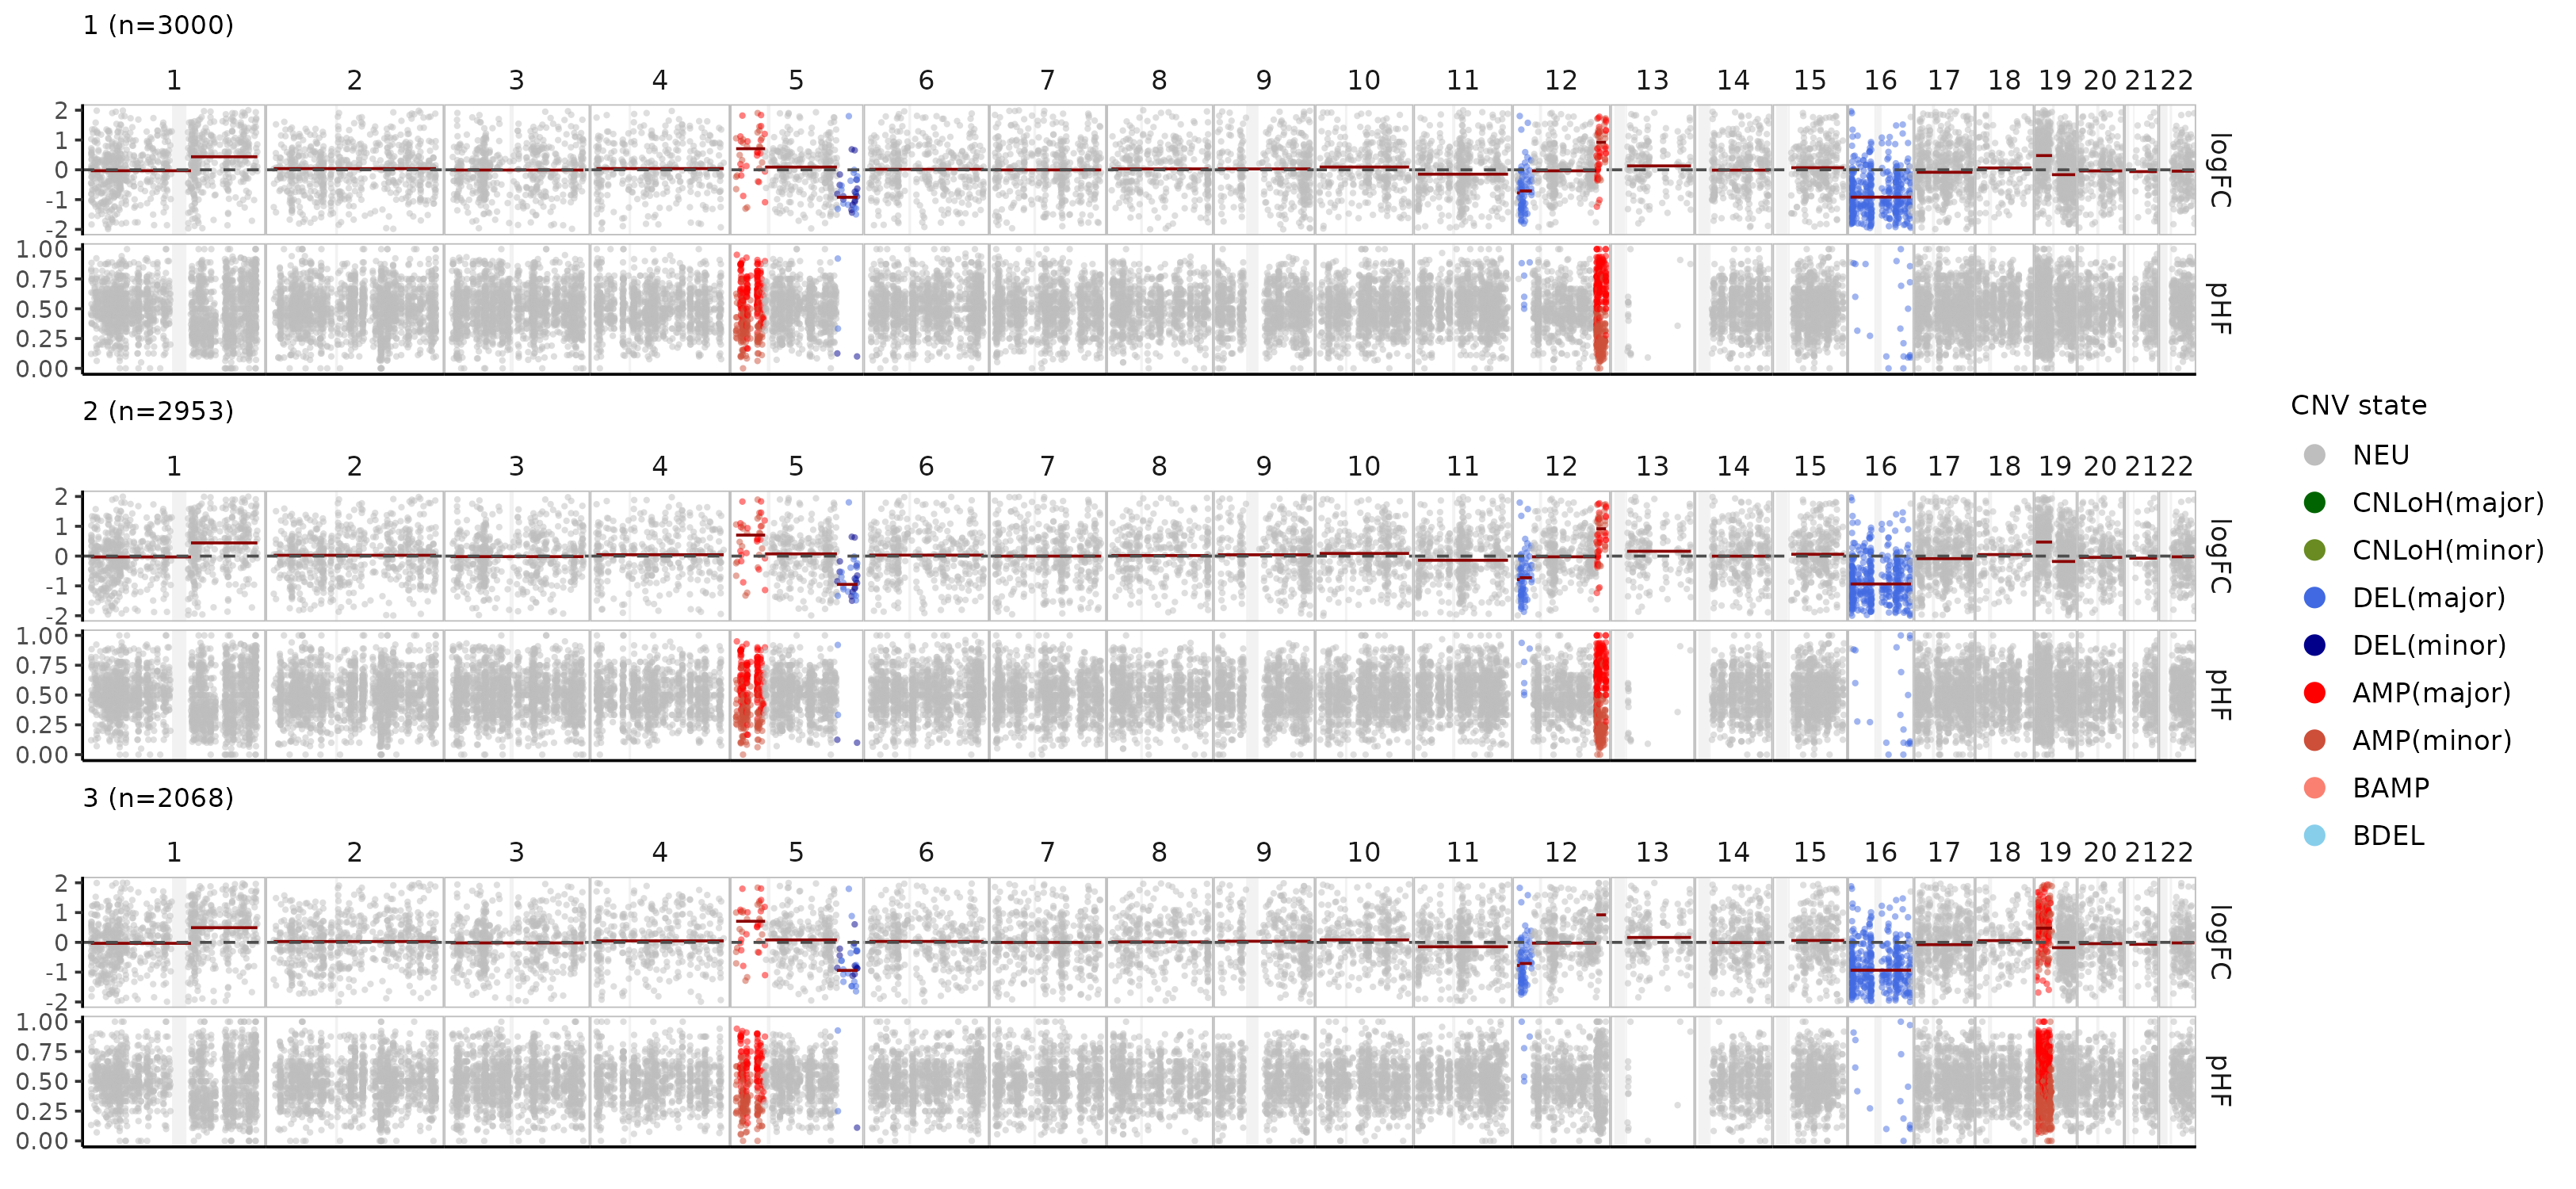 1 (n=3000)
1 2 3 4 5 6 7 8 9 10 11 12 13 14 15 16 17 18 19 20 21 22
2
1
0
-1
-2
logFC
1.00
0.75
0.50
0.25
0.00
pHF
2 (n=2953)
1 2 3 4 5 6 7 8 9 10 11 12 13 14 15 16 17 18 19 20 21 22
2
1
0
-1
-2
logFC
1.00
0.75
0.50
0.25
0.00
pHF
3 (n=2068)
1 2 3 4 5 6 7 8 9 10 11 12 13 14 15 16 17 18 19 20 21 22
2
1
0
-1
-2
logFC
1.00
0.75
0.50
0.25
0.00
pHF
CNV state
NEU
CNLoH(major)
CNLoH(minor)
DEL(major)
DEL(minor)
AMP(major)
AMP(minor)
BAMP
BDEL